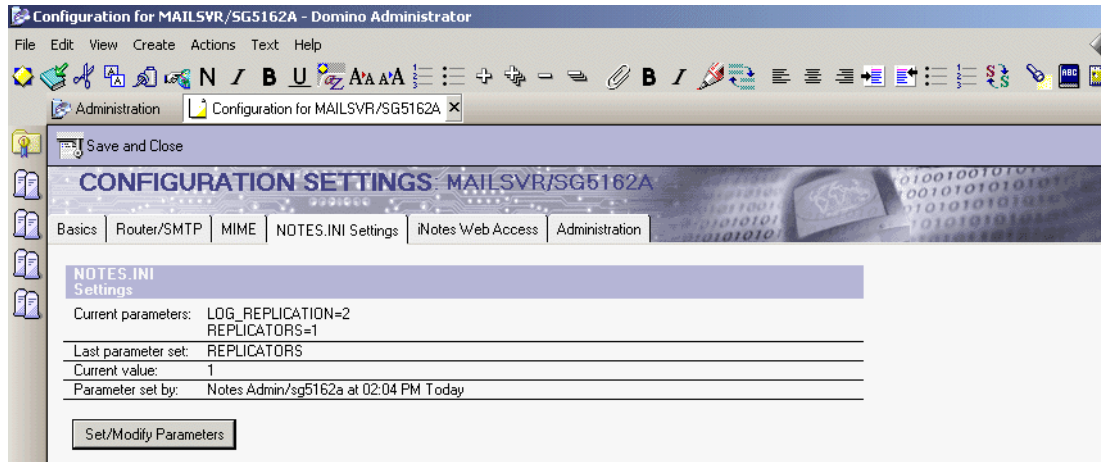 Configuration for MAILSVR/SG5162A - Domino Administrator
File Edit View Create Actions Text Help
Administration Configuration for MAILSVR/SG5162A
Save and Close
CONFIGURATION SETTINGS: MAILSVR/SG5162A
Basics Router/SMTP MIME NOTES.INI Settings iNotes Web Access Administration
NOTES.INI
Settings
Current parameters: LOG_REPLICATION=2
REPLICATORS=1
Last parameter set: REPLICATORS
Current value: 1
Parameter set by: Notes Admin/sg5162a at 02:04 PM Today
Set/Modify Parameters